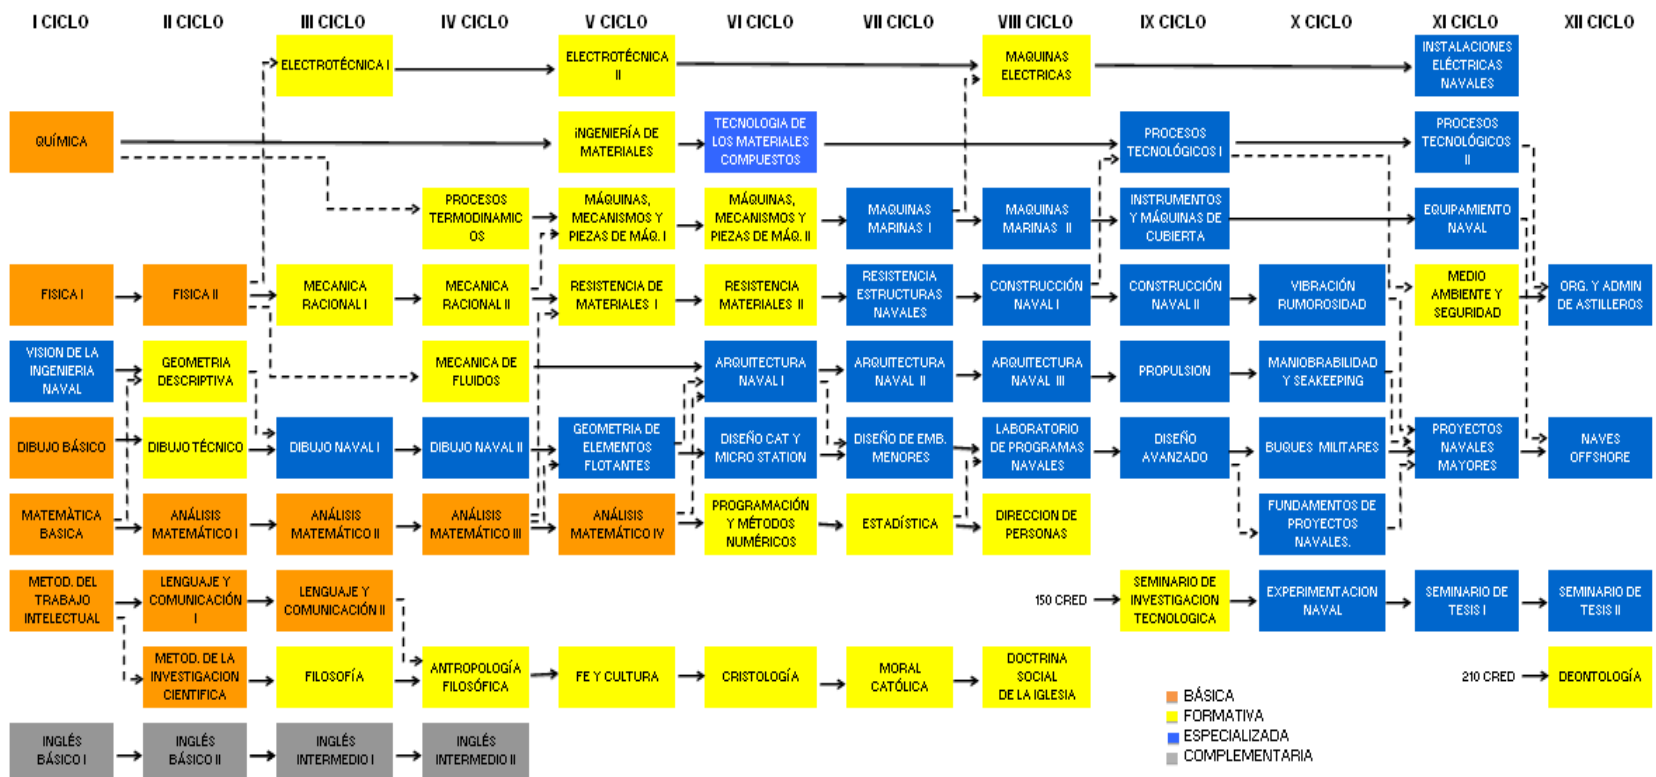 I CICLO
II CICLO
III CICLO
IV CICLO
V CICLO
VI CICLO
VII CICLO
VIII CICLO
IX CICLO
X CICLO
XI CICLO
XII CICLO
ELECTROTÉCNICA I
ELECTROTÉCNICA
II
MAQUINAS
ELECTRICAS
INSTALACIONES
ELÉCTRICAS
NAVALES
QUÍMICA
iNGENIERÍA DE
MATERIALES
TECNOLOGIA DE
LOS MATERIALES
COMPUESTOS
PROCESOS
TECNOLÓGICOS I
PROCESOS
TECNOLÓGICOS
II
PROCESOS
TERMODINAMIC
OS
MÁQUINAS,
MECANISMOS Y
PIEZAS DE MÁQ. I
MÁQUINAS,
MECANISMOS Y
PIEZAS DE MÁQ. II
MAQUINAS
MARINAS I
MAQUINAS
MARINAS II
INSTRUMENTOS
Y MÁQUINAS DE
CUBIERTA
EQUIPAMIENTO
NAVAL
FISICA I
FISICA II
MECANICA
RACIONAL I
MECANICA
RACIONAL II
RESISTENCIA DE
MATERIALES I
RESISTENCIA
MATERIALES II
RESISTENCIA
ESTRUCTURAS
NAVALES
CONSTRUCCIÓN
NAVAL I
CONSTRUCCIÓN
NAVAL II
VIBRACIÓN
RUMOROSIDAD
MEDIO
AMBIENTE Y
SEGURIDAD
ORG. Y ADMIN
DE ASTILLEROS
VISION DE LA
INGENIERIA
NAVAL
GEOMETRIA
DESCRIPTIVA
MECANICA DE
FLUIDOS
ARQUITECTURA
NAVAL I
ARQUITECTURA
NAVAL II
ARQUITECTURA
NAVAL III
PROPULSION
MANIOBRABILIDAD
Y SEAKEEPING
DIBUJO BÁSICO
DIBUJO TÉCNICO
DIBUJO NAVAL I
DIBUJO NAVAL II
GEOMETRIA DE
ELEMENTOS
FLOTANTES
DISEÑO CAT Y
MICRO STATION
DISEÑO DE EMB.
MENORES
LABORATORIO
DE PROGRAMAS
NAVALES
DISEÑO
AVANZADO
BUQUES MILITARES
PROYECTOS
NAVALES
MAYORES
NAVES
OFFSHORE
MATEMÀTICA
BASICA
ANÁLISIS
MATEMÁTICO I
ANÁLISIS
MATEMÁTICO II
ANÁLISIS
MATEMÁTICO III
ANÁLISIS
MATEMÁTICO IV
PROGRAMACIÓN
Y MÉTODOS
NUMÉRICOS
ESTADÍSTICA
DIRECCION DE
PERSONAS
FUNDAMENTOS DE
PROYECTOS
NAVALES.
METOD. DEL
TRABAJO
INTELECTUAL
LENGUAJE Y
COMUNICACIÓN
I
LENGUAJE Y
COMUNICACIÓN II
150 CRED
SEMINARIO DE
INVESTIGACION
TECNOLOGICA
EXPERIMENTACION
NAVAL
SEMINARIO DE
TESIS I
SEMINARIO DE
TESIS II
METOD. DE LA
INVESTIGACION
CIENTIFICA
FILOSOFÍA
ANTROPOLOGÍA
FILOSÓFICA
FE Y CULTURA
CRISTOLOGÍA
MORAL
CATÓLICA
DOCTRINA
SOCIAL
DE LA IGLESIA
210 CRED
DEONTOLOGÍA
BÁSICA
FORMATIVA
ESPECIALIZADA
COMPLEMENTARIA
INGLÉS
BÁSICO I
INGLÉS
BÁSICO II
INGLÉS
INTERMEDIO I
INGLÉS
INTERMEDIO II